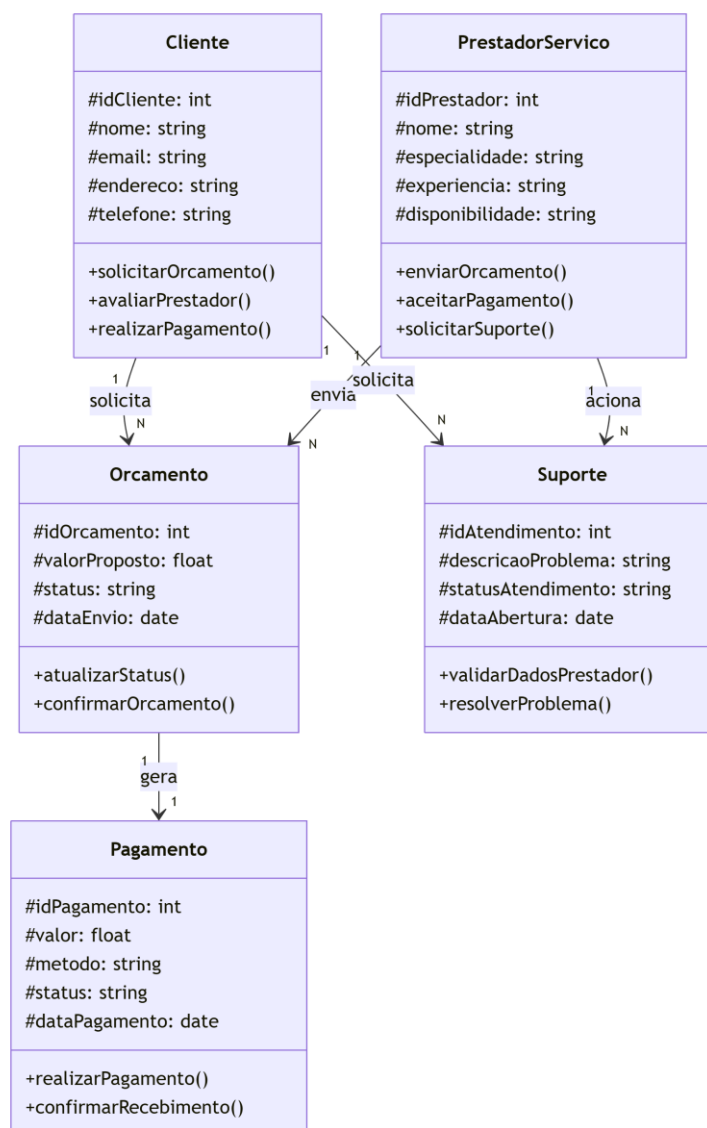 Cliente
#idCliente: int
#nome: string
#email: string
#endereco: string
#telefone: string
+solicitarOrcamento()
+avaliarPrestador()
+realizarPagamento()
PrestadorServico
#idPrestador: int
#nome: string
#especialidade: string
#experiencia: string
#disponibilidade: string
+enviarOrcamento()
+aceitarPagamento()
+solicitarSuporte()
1
solicita
N
1
envia
N
1
solicita
N
1
aciona
N
Orcamento
#idOrcamento: int
#valorProposto: float
#status: string
#dataEnvio: date
+atualizarStatus()
+confirmarOrcamento()
Suporte
#idAtendimento: int
#descricaoProblema: string
#statusAtendimento: string
#dataAbertura: date
+validarDadosPrestador()
+resolverProblema()
1
gera
1
Pagamento
#idPagamento: int
#valor: float
#metodo: string
#status: string
#dataPagamento: date
+realizarPagamento()
+confirmarRecebimento()